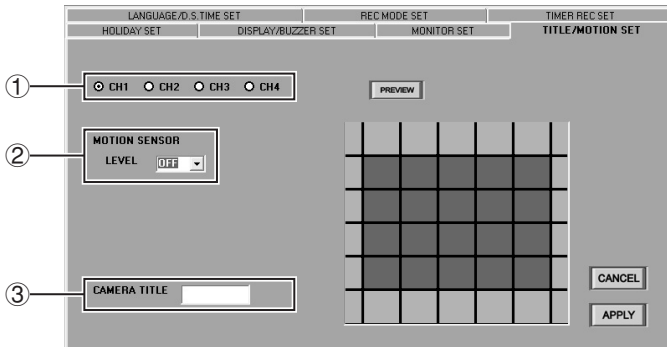 LANGUAGE/D.S.TIME SET REC MODE SET TIMER REC SET
HOLIDAY SET DISPLAY/BUZZER SET MONITOR SET TITLE/MOTION SET
① CH1 CH2 CH3 CH4 PREVIEW
② MOTION SENSOR
LEVEL OFF
③ CAMERA TITLE
CANCEL
APPLY